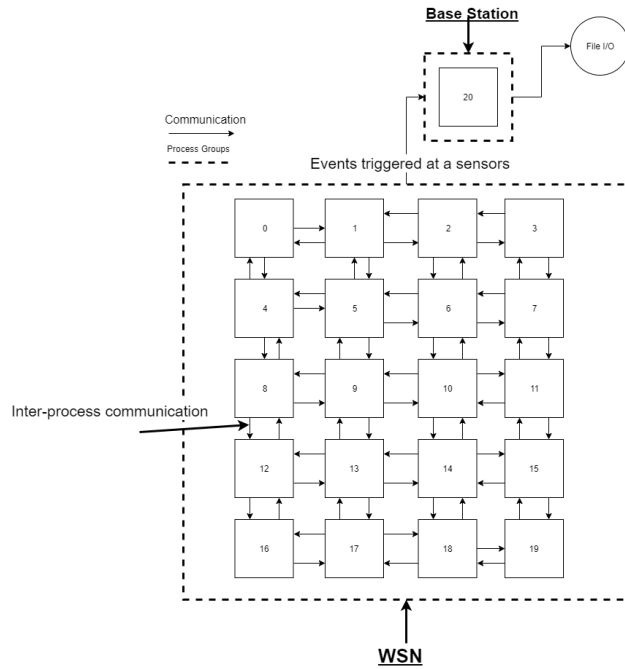 Base Station
File I/O
20
Communication
Process Groups
Events triggered at a sensors
0 1 2 3
4 5 6 7
8 9 10 11
Inter-process communication
12 13 14 15
16 17 18 19
WSN